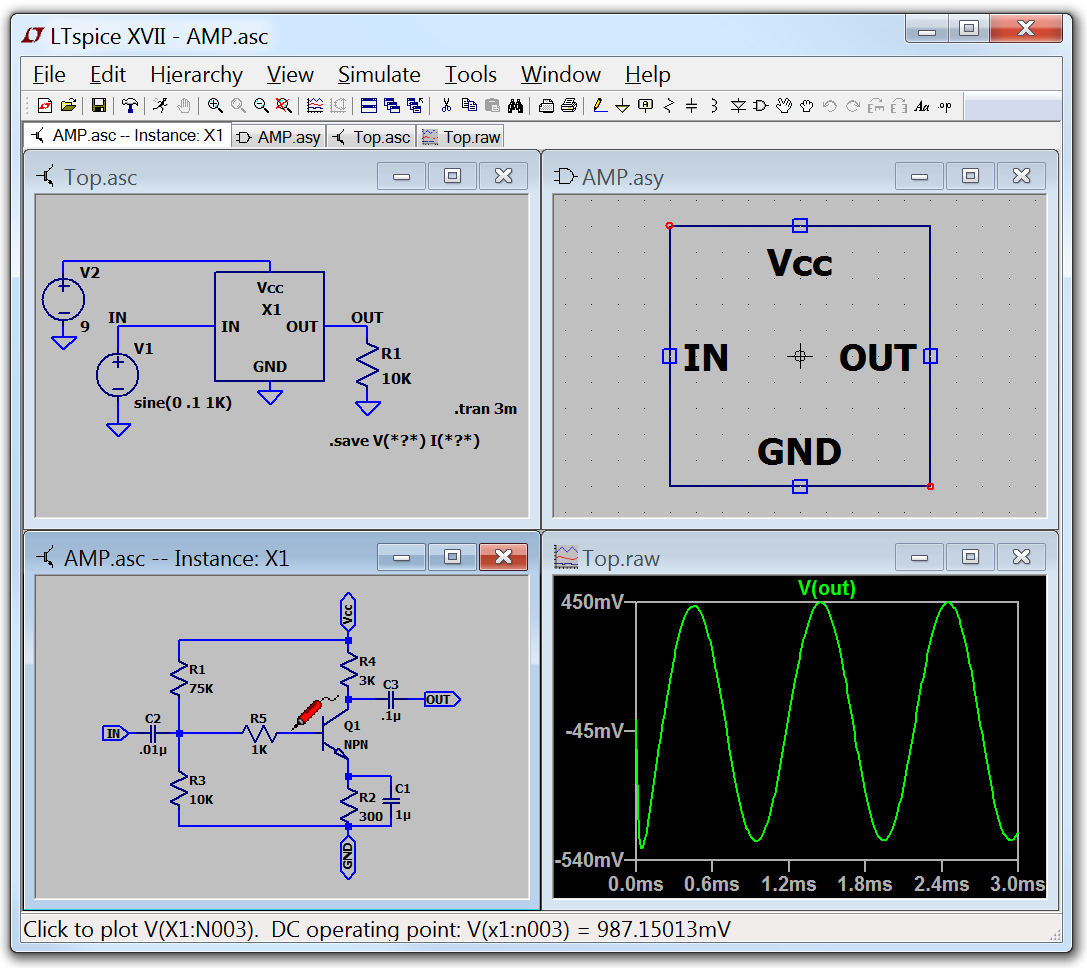 LTspice XVII - AMP.asc
File Edit Hierarchy View Simulate Tools Window Help
Aa .op
AMP.asc -- Instance: X1 AMP.asy Top.asc Top.raw
Top.asc
V2
9
IN
V1
sine(0 .1 1K)
Vcc
X1
IN OUT
GND
OUT
R1
10K
.tran 3m
.save V(*?*) I(*?*)
AMP.asy
Vcc
IN OUT
GND
AMP.asc -- Instance: X1
Vcc
R1
75K
R4
3K
C3
.1µ
OUT
IN
C2
.01µ
R5
1K
Q1
NPN
R3
10K
R2
300
C1
1µ
GND
Top.raw
V(out)
450mV
-45mV
-540mV
0.0ms 0.6ms 1.2ms 1.8ms 2.4ms 3.0ms
Click to plot V(X1:N003). DC operating point: V(x1:n003) = 987.15013mV